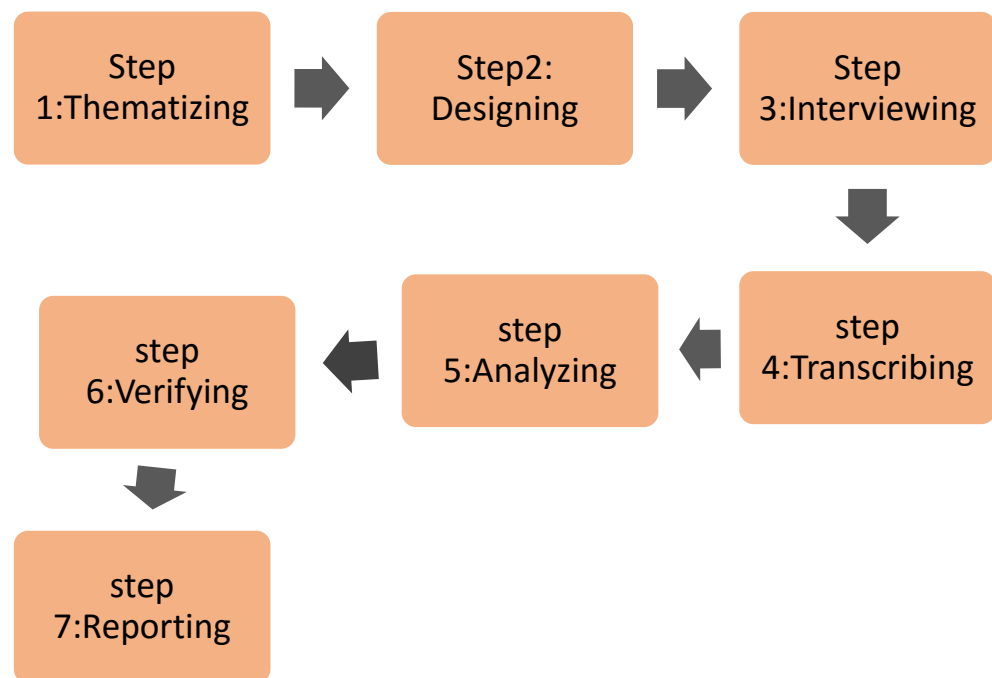 Step
1:Thematizing
Step2:
Designing
Step
3:Interviewing
step
4:Transcribing
step
5:Analyzing
step
6:Verifying
step
7:Reporting